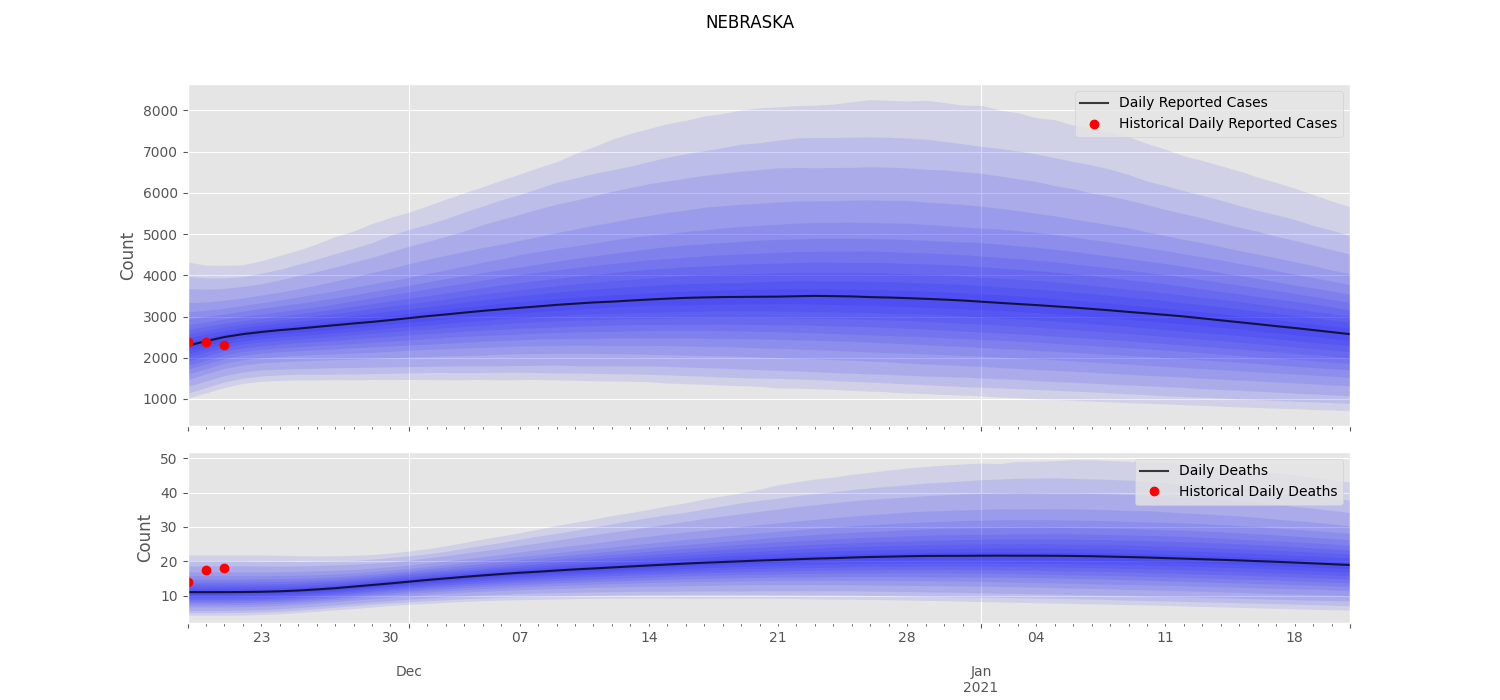 NEBRASKA
Daily Reported Cases
Historical Daily Reported Cases
Count
8000
7000
6000
5000
4000
3000
2000
1000
Daily Deaths
Historical Daily Deaths
Count
50
40
30
20
10
23 30 07 14 21 28 04 11 18
Dec Jan
2021